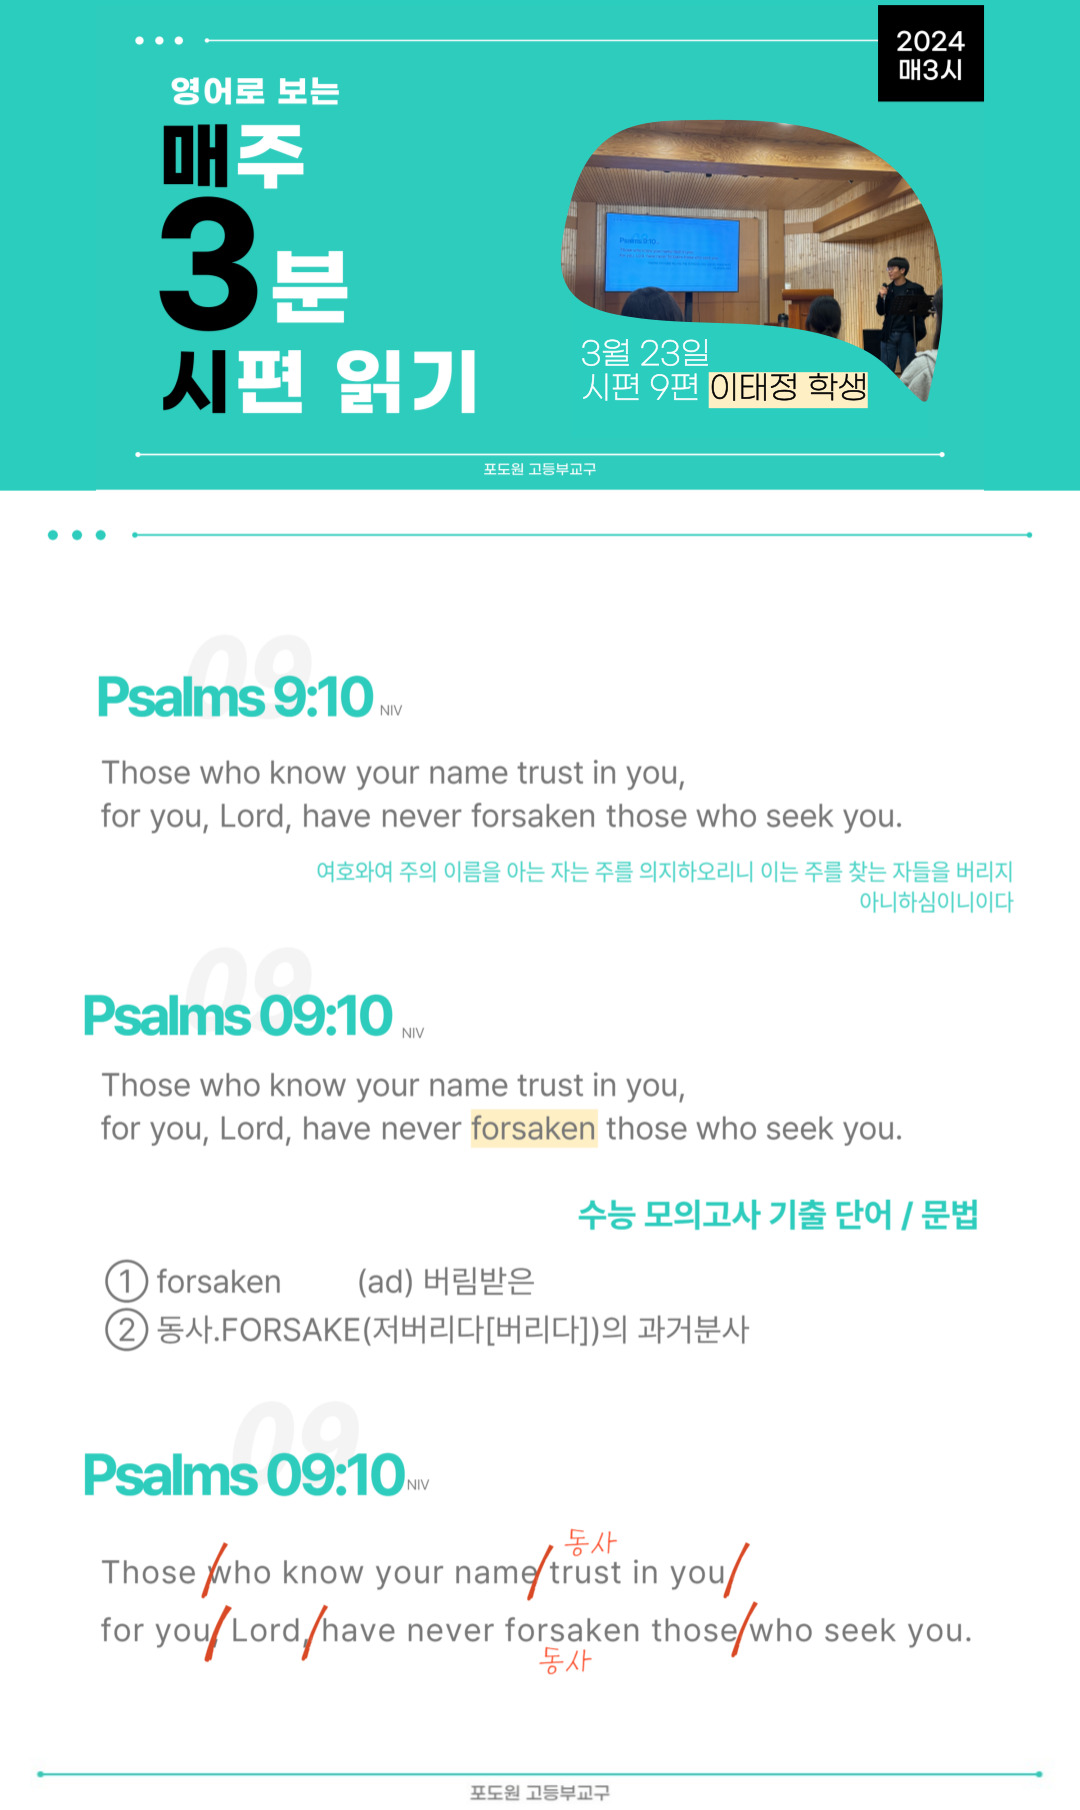 2024
매3시
영어로 보는
매주
3분
시편 읽기
Psalms 9:10
3월 23일
시편 9편 이태정 학생
포도원 고등부교구
09
Psalms 9:10 NIV
Those who know your name trust in you,
for you, Lord, have never forsaken those who seek you.
여호와여 주의 이름을 아는 자는 주를 의지하오리니 이는 주를 찾는 자들을 버리지
아니하심이니이다
09
Psalms 09:10 NIV
Those who know your name trust in you,
for you, Lord, have never forsaken those who seek you.
수능 모의고사 기출 단어 / 문법
① forsaken (ad) 버림받은
② 동사.FORSAKE(저버리다[버리다])의 과거분사
09
Psalms 09:10 NIV
동사
Those / who know your name / trust in you /
for you, / Lord, / have never forsaken those / who seek you.
동사
포도원 고등부교구